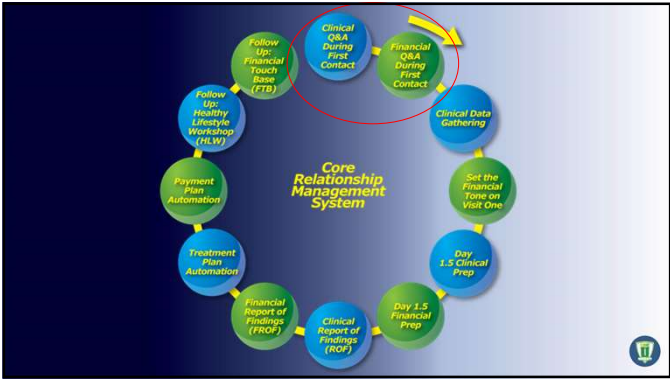 Clinical
Q&A
During
First
Contact
Financial
Q&A
During
First
Contact
Clinical Data
Gathering
Set the
Financial
Tone on
Visit One
Day
1.5 Clinical
Prep
Day 1.5
Financial
Prep
Clinical
Report of
Findings
(ROF)
Financial
Report of
Findings
(FROF)
Treatment
Plan
Automation
Payment
Plan
Automation
Follow
Up:
Healthy
Lifestyle
Workshop
(HLW)
Follow
Up:
Financial
Touch
Base
(FTB)
Core
Relationship
Management
System